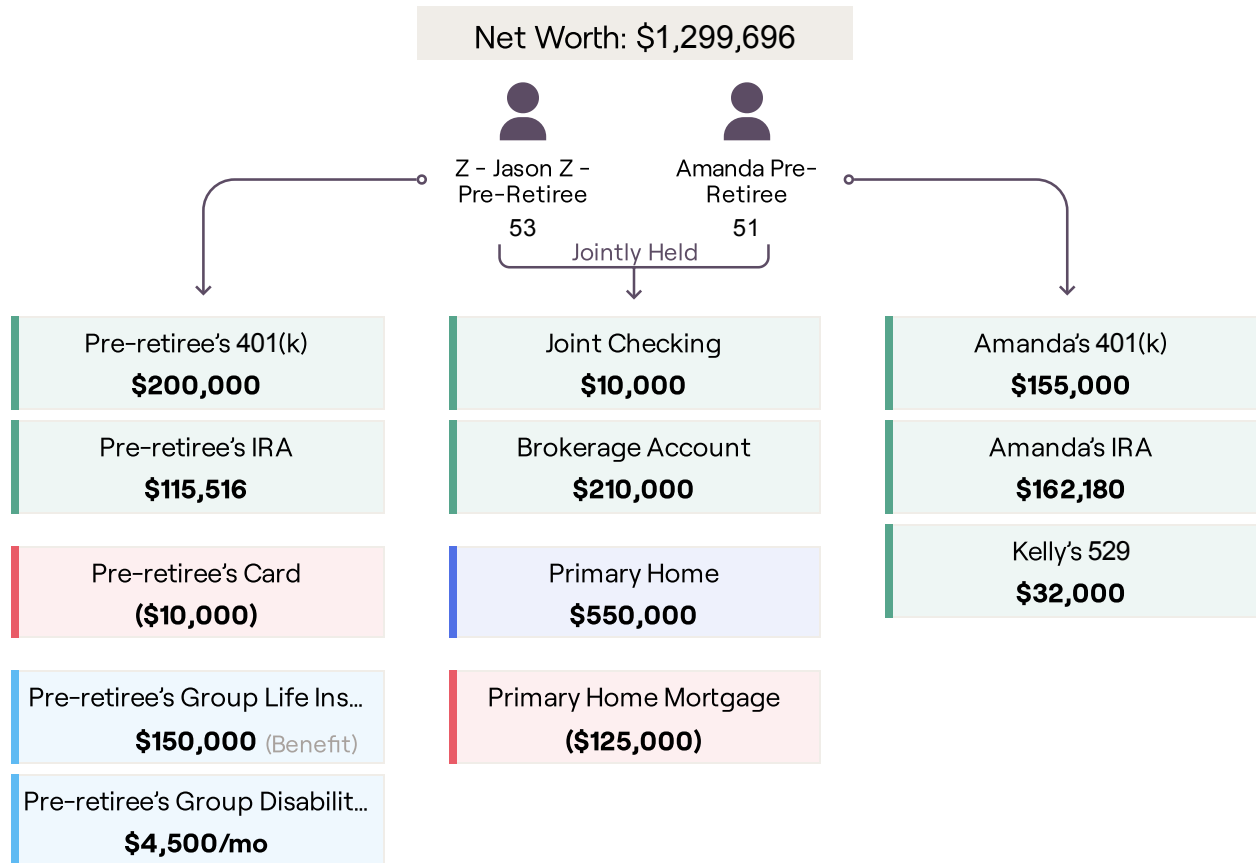 Net Worth: $1,299,696
Z - Jason Z -
Pre-Retiree
53
Amanda Pre-
Retiree
51
Jointly Held
Pre-retiree's 401(k)
$200,000
Pre-retiree's IRA
$115,516
Pre-retiree's Card
($10,000)
Pre-retiree's Group Life Ins...
$150,000 (Benefit)
Pre-retiree's Group Disabilit...
$4,500/mo
Joint Checking
$10,000
Brokerage Account
$210,000
Primary Home
$550,000
Primary Home Mortgage
($125,000)
Amanda's 401(k)
$155,000
Amanda's IRA
$162,180
Kelly's 529
$32,000